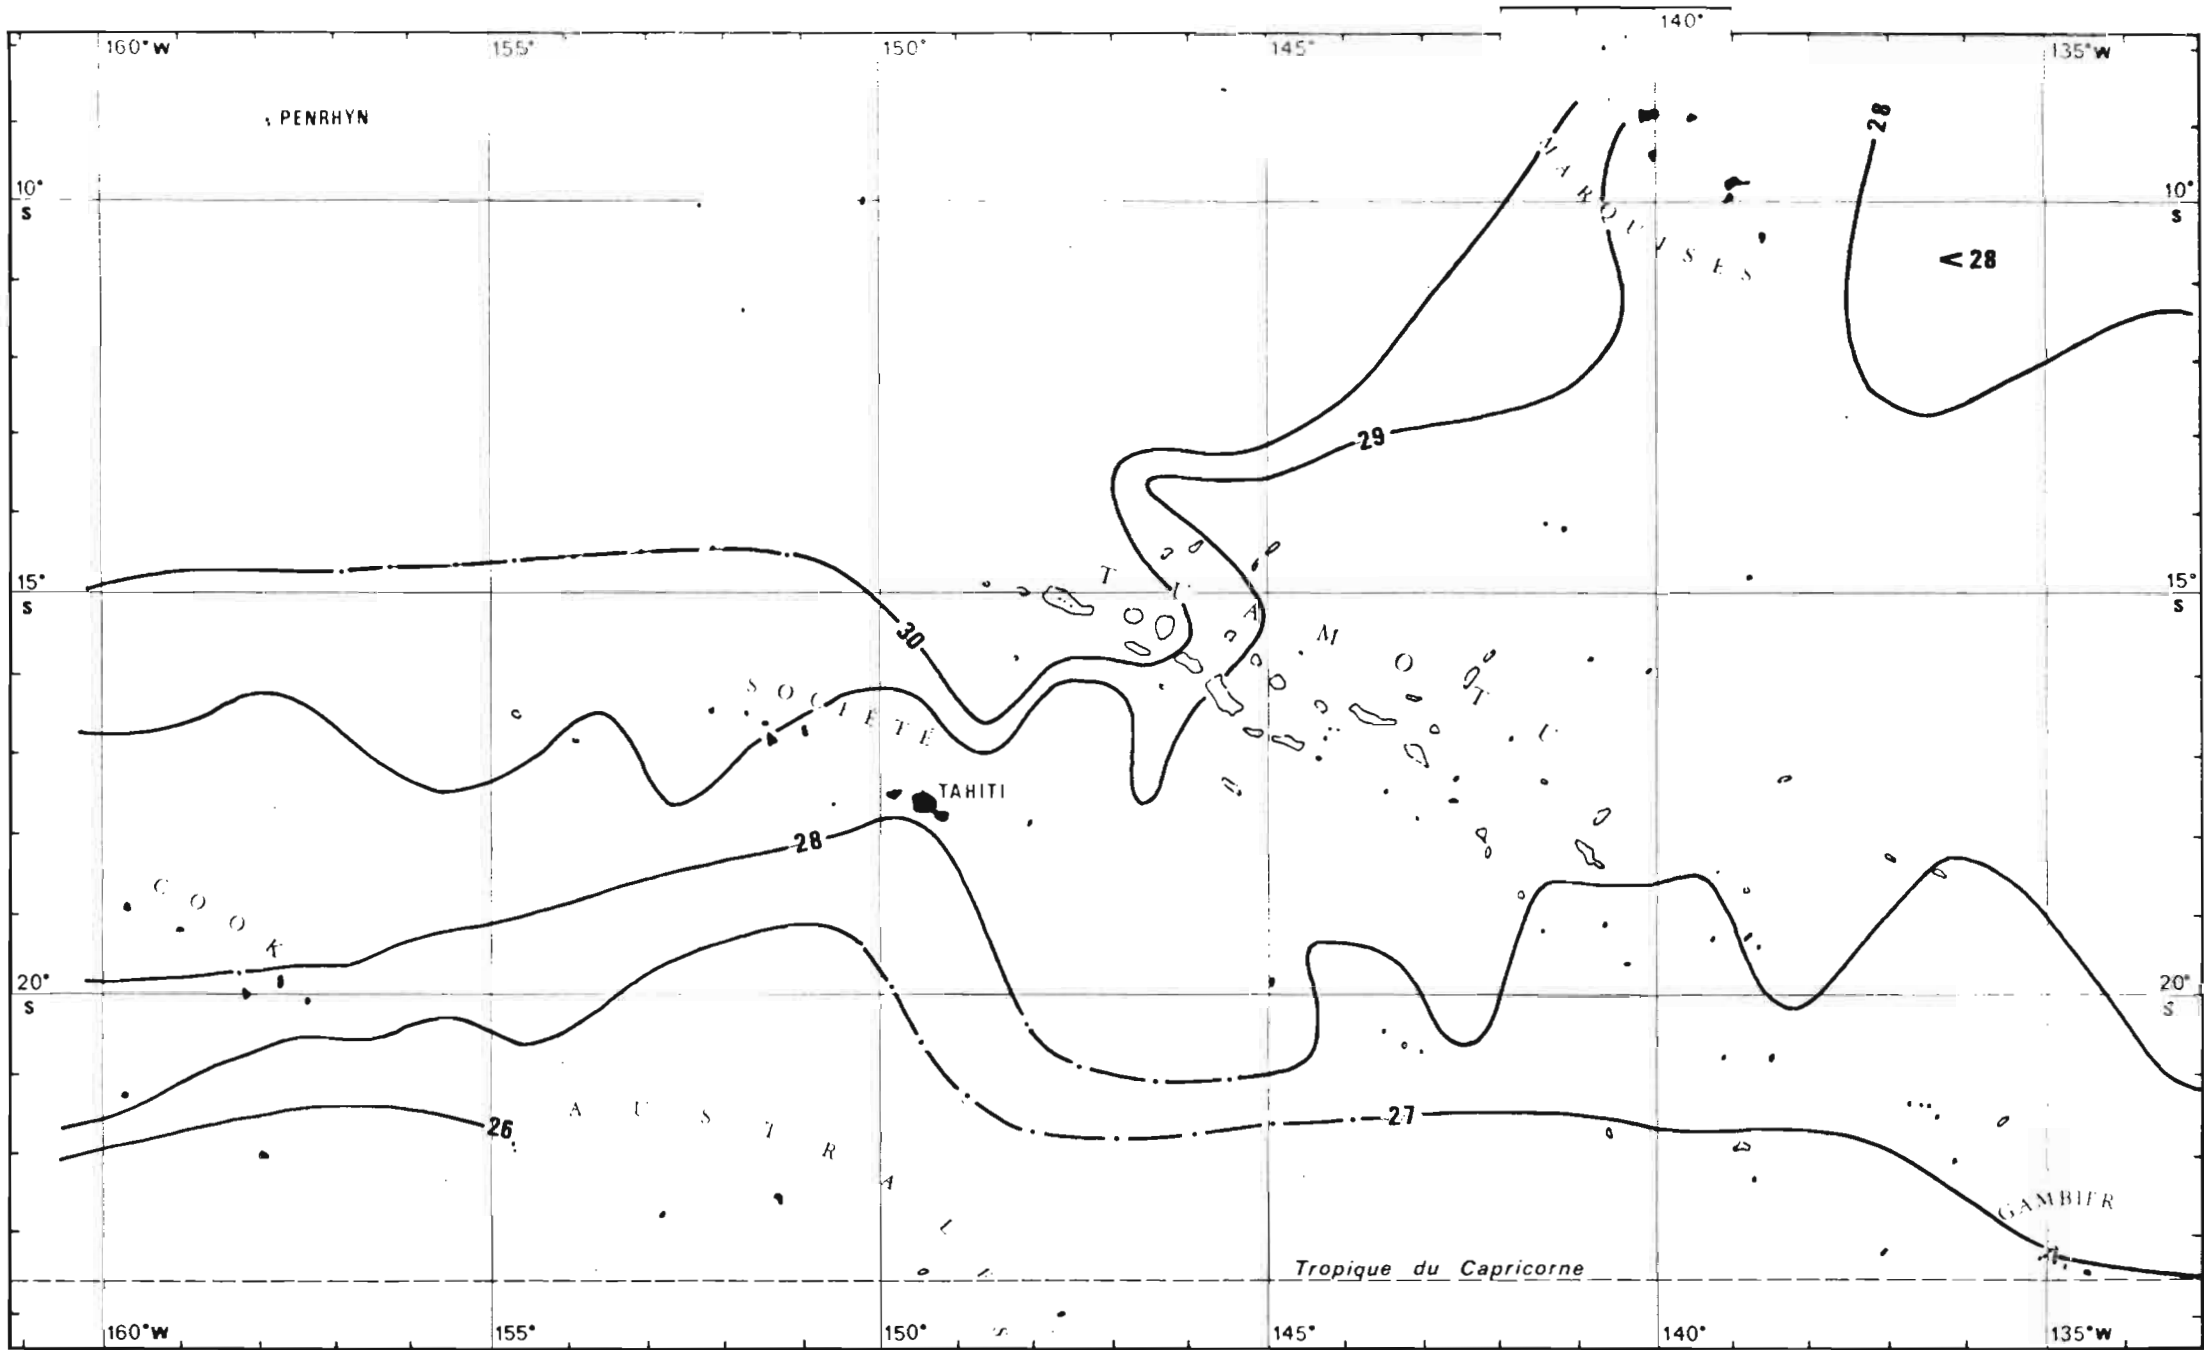 160°W 155° 150° 145° 140° 135°W
PENRHYN
28
MARQUISES
10° S
10° S
< 28
29
15° S
15° S
TUAMOTU
30
SOCIÉTÉ
TAHITI
28
COOK
20° S
20° S
26
AUSTRALES
27
GAMBIER
Tropique du Capricorne
160°W 155° 150° 145° 140° 135°W